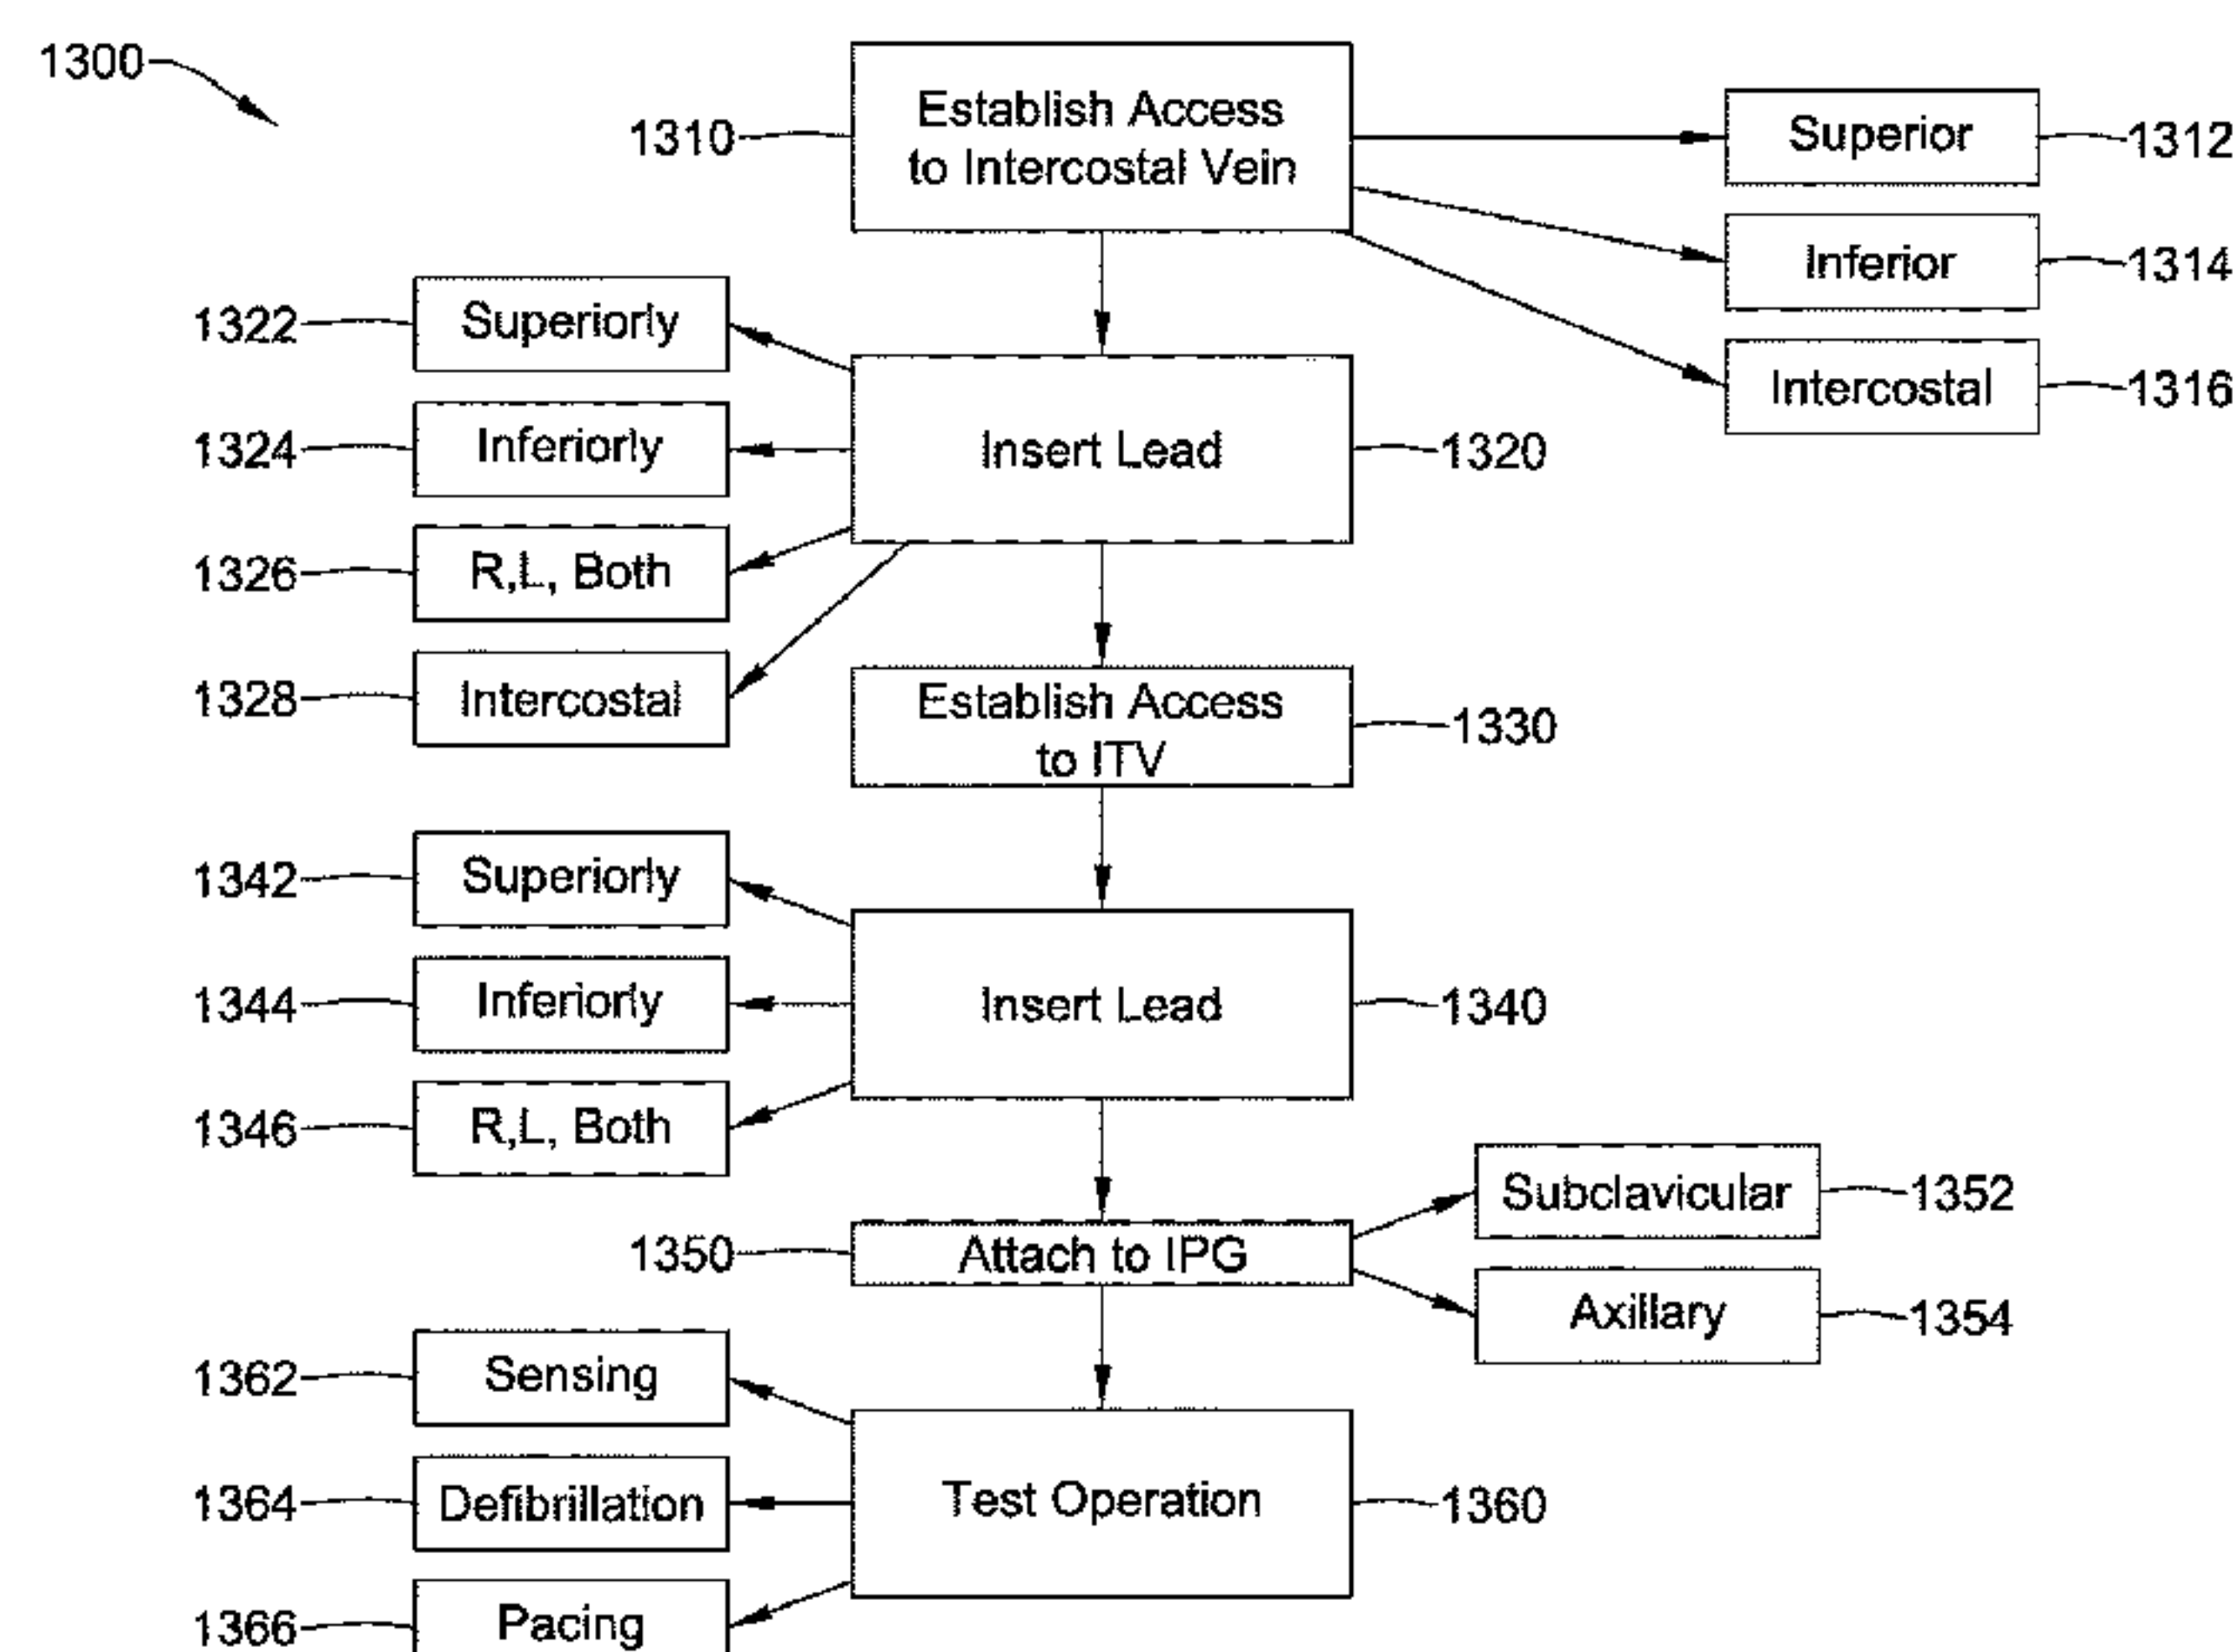 1300
1310
Establish Access
to Intercostal Vein
Superior
1312
Inferior
1314
Intercostal
1316
1322
Superiorly
1324
Inferiorly
1326
R,L, Both
1328
Intercostal
Insert Lead
1320
Establish Access
to ITV
1330
1342
Superiorly
1344
Inferiorly
1346
R,L, Both
Insert Lead
1340
1350
Attach to IPG
Subclavicular
1352
Axillary
1354
1362
Sensing
1364
Defibrillation
1366
Pacing
Test Operation
1360